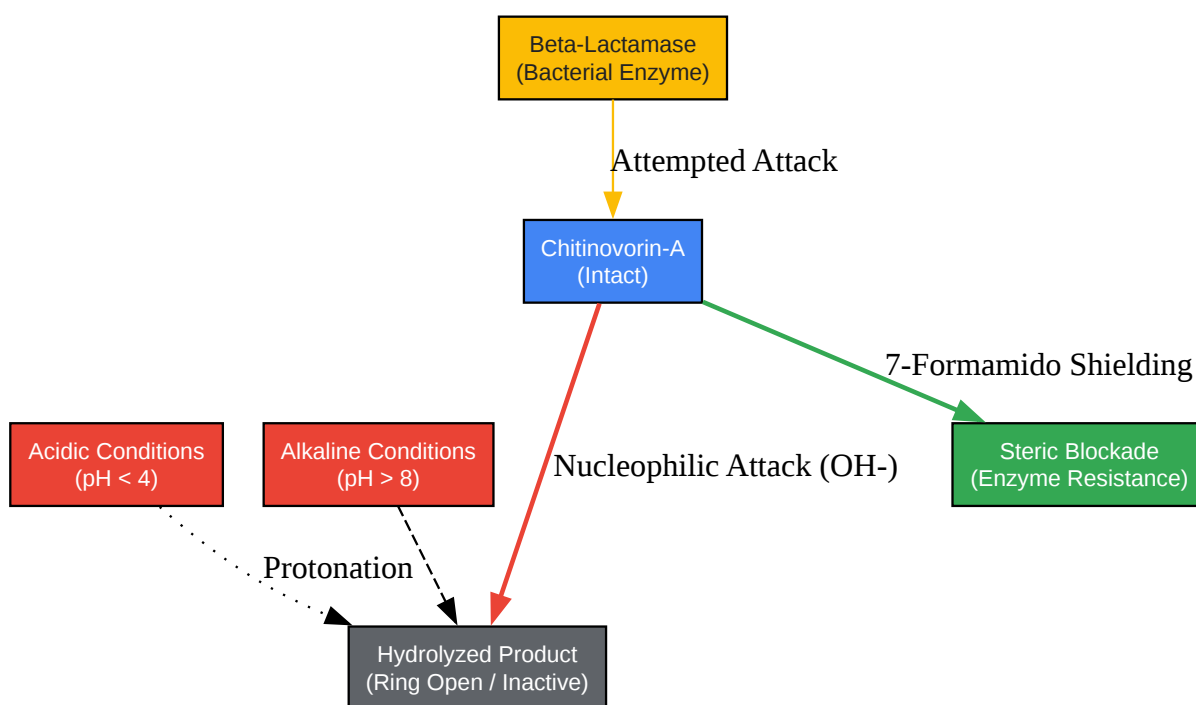 Beta-Lactamase
(Bacterial Enzyme)
Attempted Attack
Chitinovorin-A
(Intact)
7-Formamido Shielding
Acidic Conditions
(pH < 4)
Alkaline Conditions
(pH > 8)
Nucleophilic Attack (OH-)
Steric Blockade
(Enzyme Resistance)
Protonation
Hydrolyzed Product
(Ring Open / Inactive)